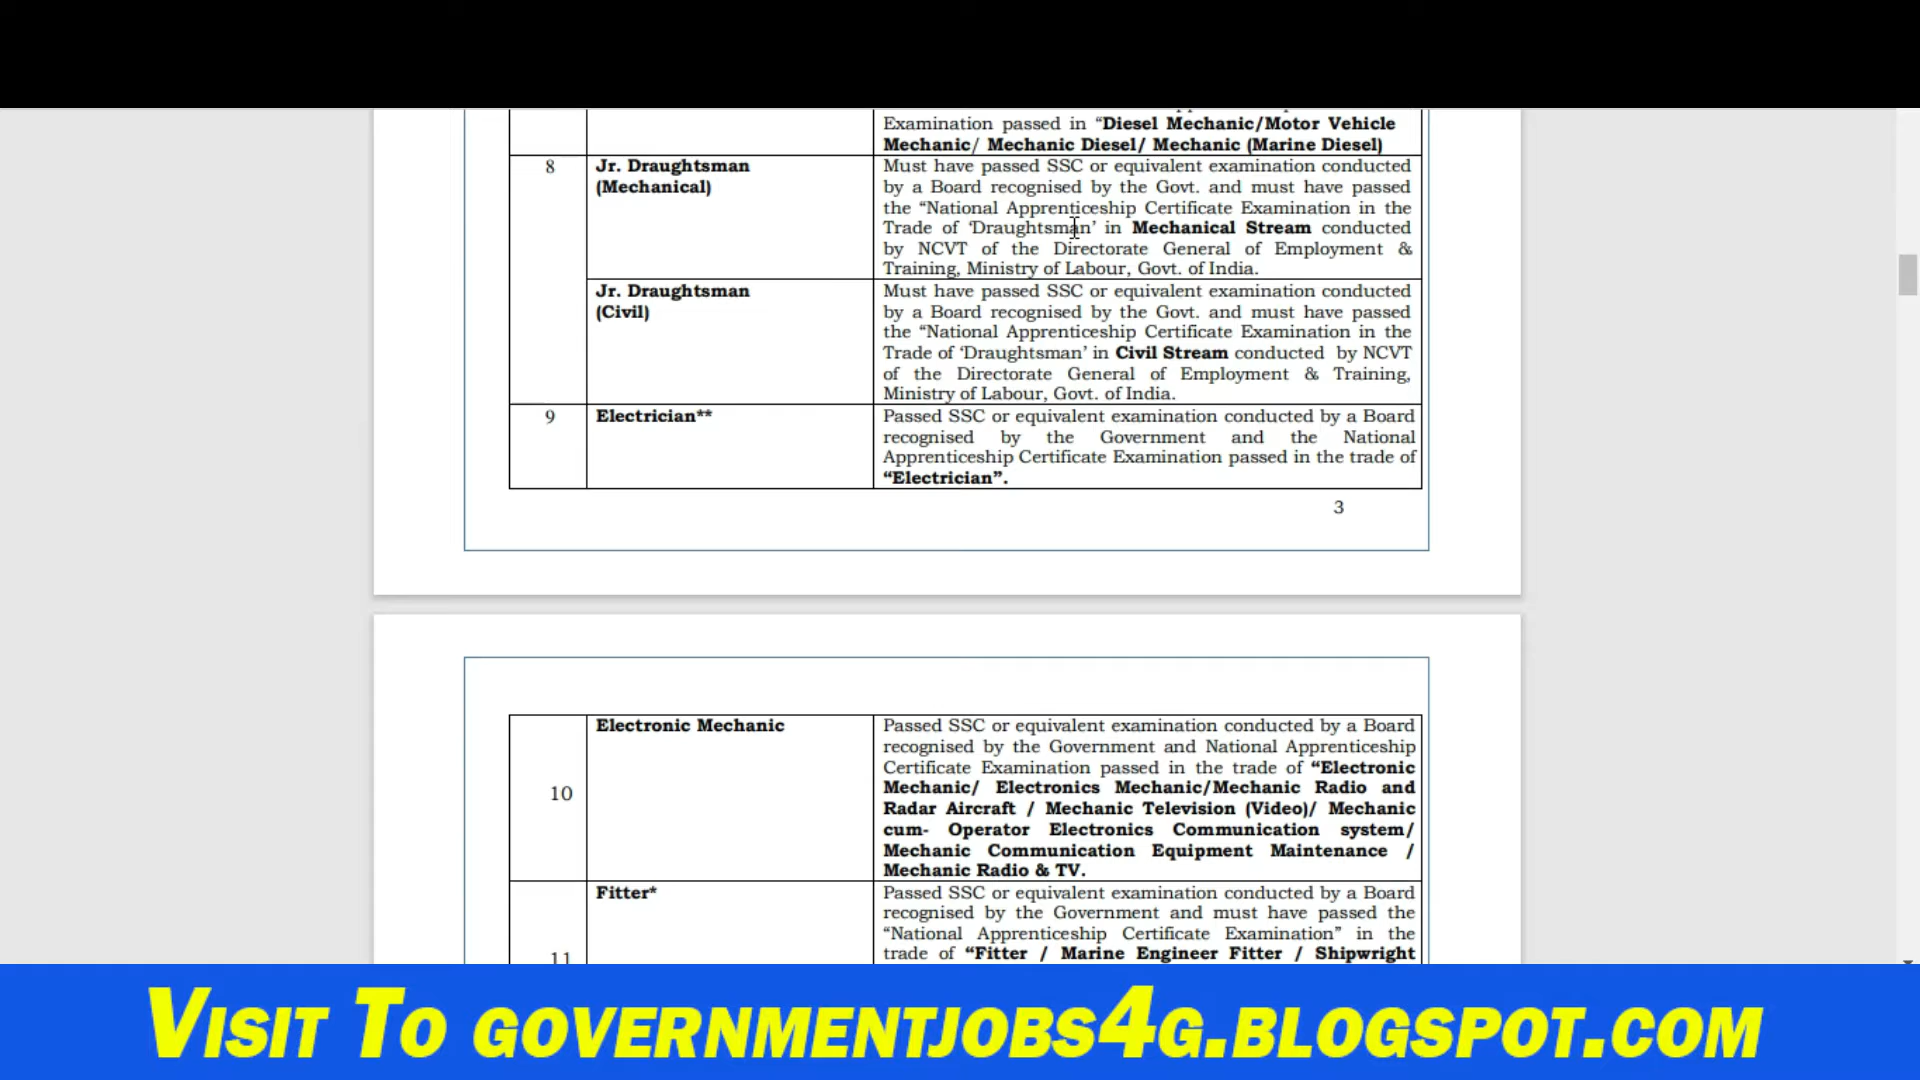 Examination passed in “Diesel Mechanic/Motor Vehicle
Mechanic/ Mechanic Diesel/ Mechanic (Marine Diesel)
8
Jr. Draughtsman
(Mechanical)
Must have passed SSC or equivalent examination conducted
by a Board recognised by the Govt. and must have passed
the “National Apprenticeship Certificate Examination in the
Trade of ‘Draughtsman’ in Mechanical Stream conducted
by NCVT of the Directorate General of Employment &
Training, Ministry of Labour, Govt. of India.
Jr. Draughtsman
(Civil)
Must have passed SSC or equivalent examination conducted
by a Board recognised by the Govt. and must have passed
the “National Apprenticeship Certificate Examination in the
Trade of ‘Draughtsman’ in Civil Stream conducted by NCVT
of the Directorate General of Employment & Training,
Ministry of Labour, Govt. of India.
9
Electrician**
Passed SSC or equivalent examination conducted by a Board
recognised by the Government and the National
Apprenticeship Certificate Examination passed in the trade of
“Electrician”.
3
10
Electronic Mechanic
Passed SSC or equivalent examination conducted by a Board
recognised by the Government and National Apprenticeship
Certificate Examination passed in the trade of “Electronic
Mechanic/ Electronics Mechanic/Mechanic Radio and
Radar Aircraft / Mechanic Television (Video)/ Mechanic
cum- Operator Electronics Communication system/
Mechanic Communication Equipment Maintenance /
Mechanic Radio & TV.
11
Fitter*
Passed SSC or equivalent examination conducted by a Board
recognised by the Government and must have passed the
“National Apprenticeship Certificate Examination” in the
trade of “Fitter / Marine Engineer Fitter / Shipwright
VISIT TO GOVERNMENTJOBS4G.BLOGSPOT.COM